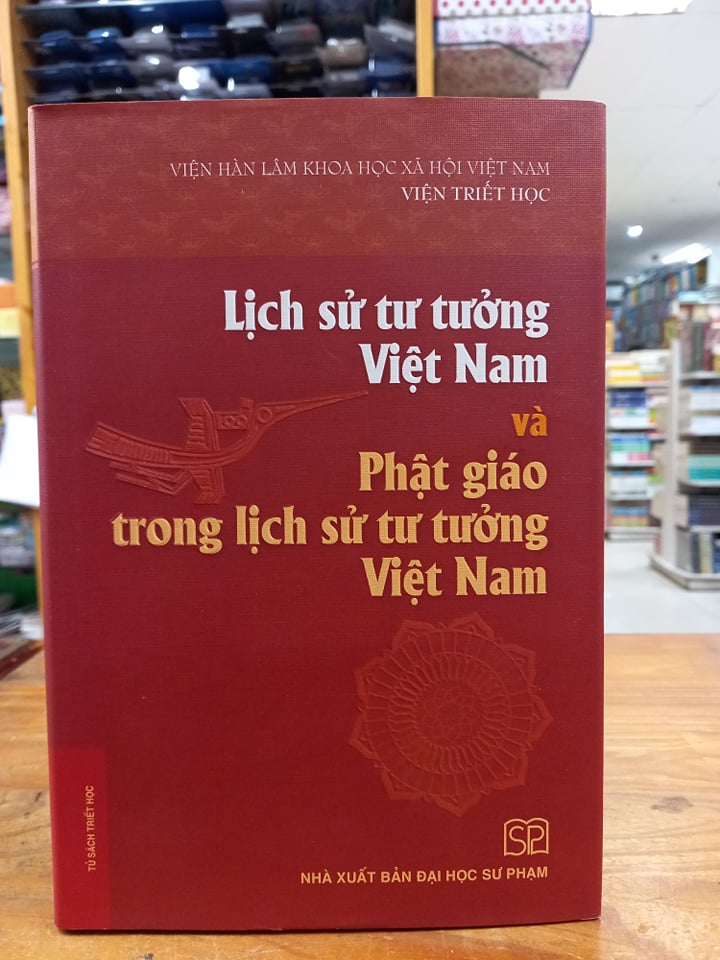 VIỆN HÀN LÂM KHOA HỌC XÃ HỘI VIỆT NAM
VIỆN TRIẾT HỌC
Lịch sử tư tưởng
Việt Nam
và
Phật giáo
trong lịch sử tư tưởng
Việt Nam
TỦ SÁCH TRIẾT HỌC
SP
NHÀ XUẤT BẢN ĐẠI HỌC SƯ PHẠM